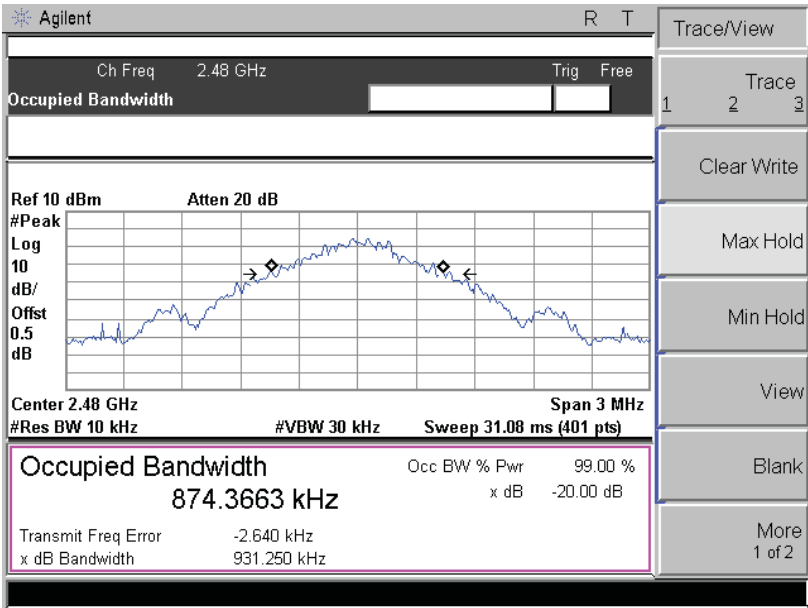 Agilent R T
Ch Freq 2.48 GHz Trig Free
Occupied Bandwidth
Ref 10 dBm Atten 20 dB
#Peak
Log
10
dB/
Offst
0.5
dB
Center 2.48 GHz Span 3 MHz
#Res BW 10 kHz #VBW 30 kHz Sweep 31.08 ms (401 pts)
Occupied Bandwidth
874.3663 kHz
Occ BW % Pwr 99.00 %
x dB -20.00 dB
Transmit Freq Error -2.640 kHz
x dB Bandwidth 931.250 kHz
Trace/View
Trace
1 2 3
Clear Write
Max Hold
Min Hold
View
Blank
More
1 of 2